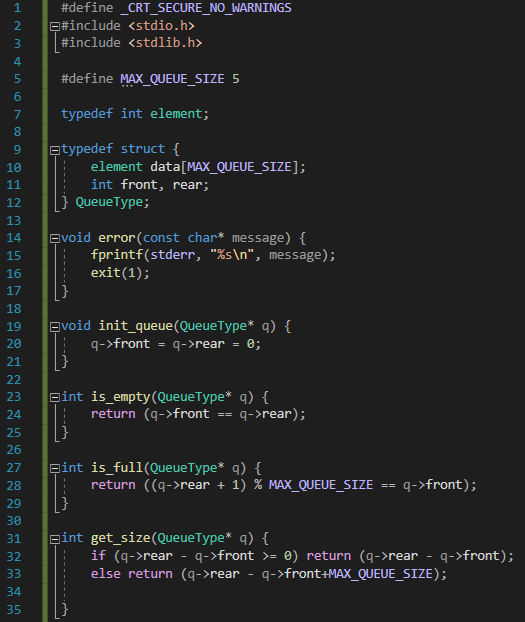 1 #define _CRT_SECURE_NO_WARNINGS
2 #include <stdio.h>
3 #include <stdlib.h>
4
5 #define MAX_QUEUE_SIZE 5
6
7 typedef int element;
8
9 typedef struct {
10     element data[MAX_QUEUE_SIZE];
11     int front, rear;
12 } QueueType;
13
14 void error(const char* message) {
15     fprintf(stderr, "%s\n", message);
16     exit(1);
17 }
18
19 void init_queue(QueueType* q) {
20     q->front = q->rear = 0;
21 }
22
23 int is_empty(QueueType* q) {
24     return (q->front == q->rear);
25 }
26
27 int is_full(QueueType* q) {
28     return ((q->rear + 1) % MAX_QUEUE_SIZE == q->front);
29 }
30
31 int get_size(QueueType* q) {
32     if (q->rear - q->front >= 0) return (q->rear - q->front);
33     else return (q->rear - q->front+MAX_QUEUE_SIZE);
34
35 }